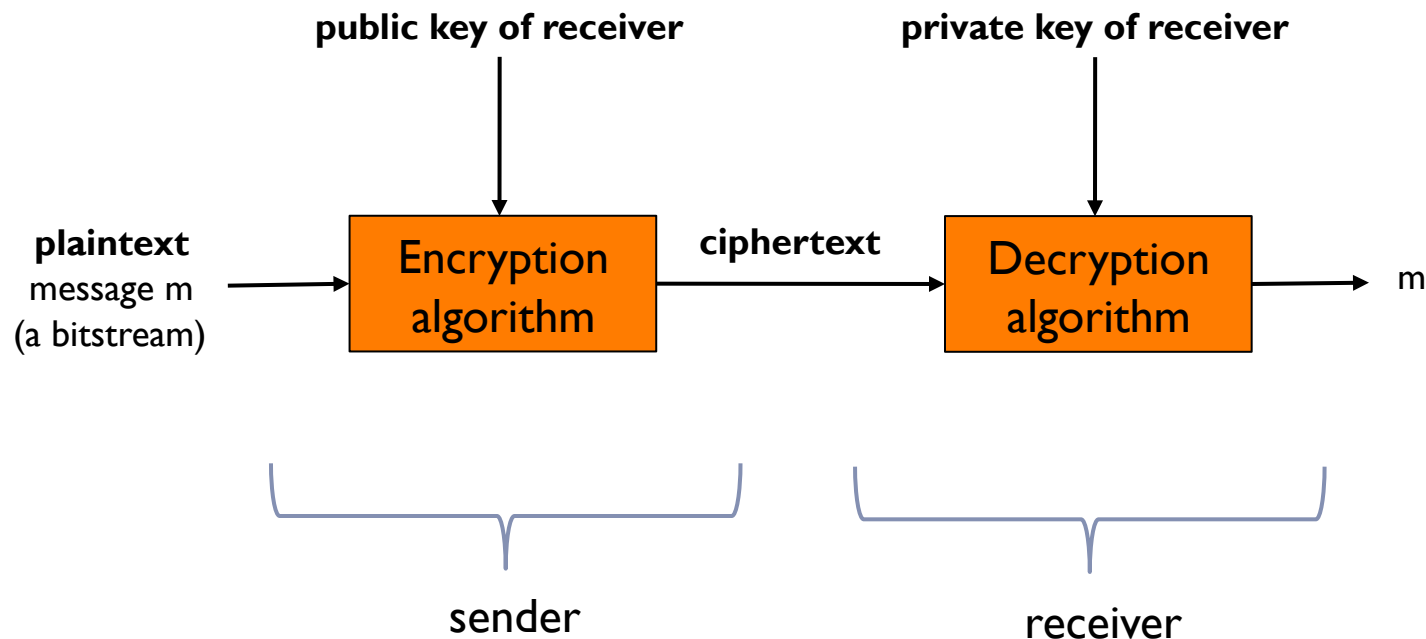 public key of receiver
private key of receiver
plaintext
message m
(a bitstream)
Encryption
algorithm
ciphertext
Decryption
algorithm
m
sender
receiver